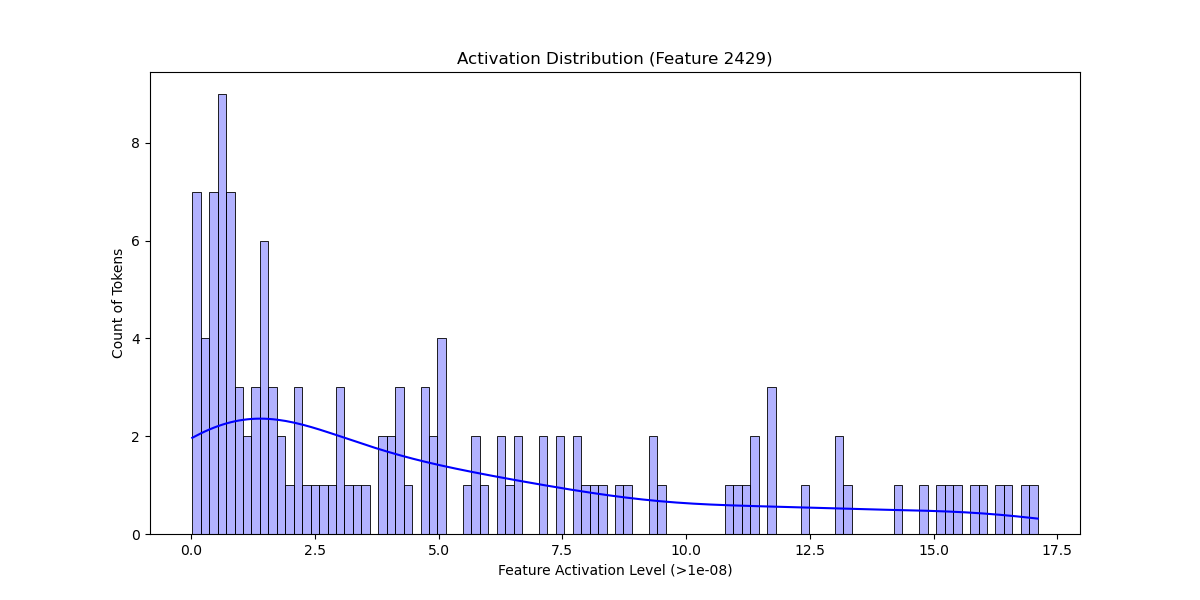 Activation Distribution (Feature 2429)
8
6
4
2
0
Count of Tokens
0.0 2.5 5.0 7.5 10.0 12.5 15.0 17.5
Feature Activation Level (>1e-08)